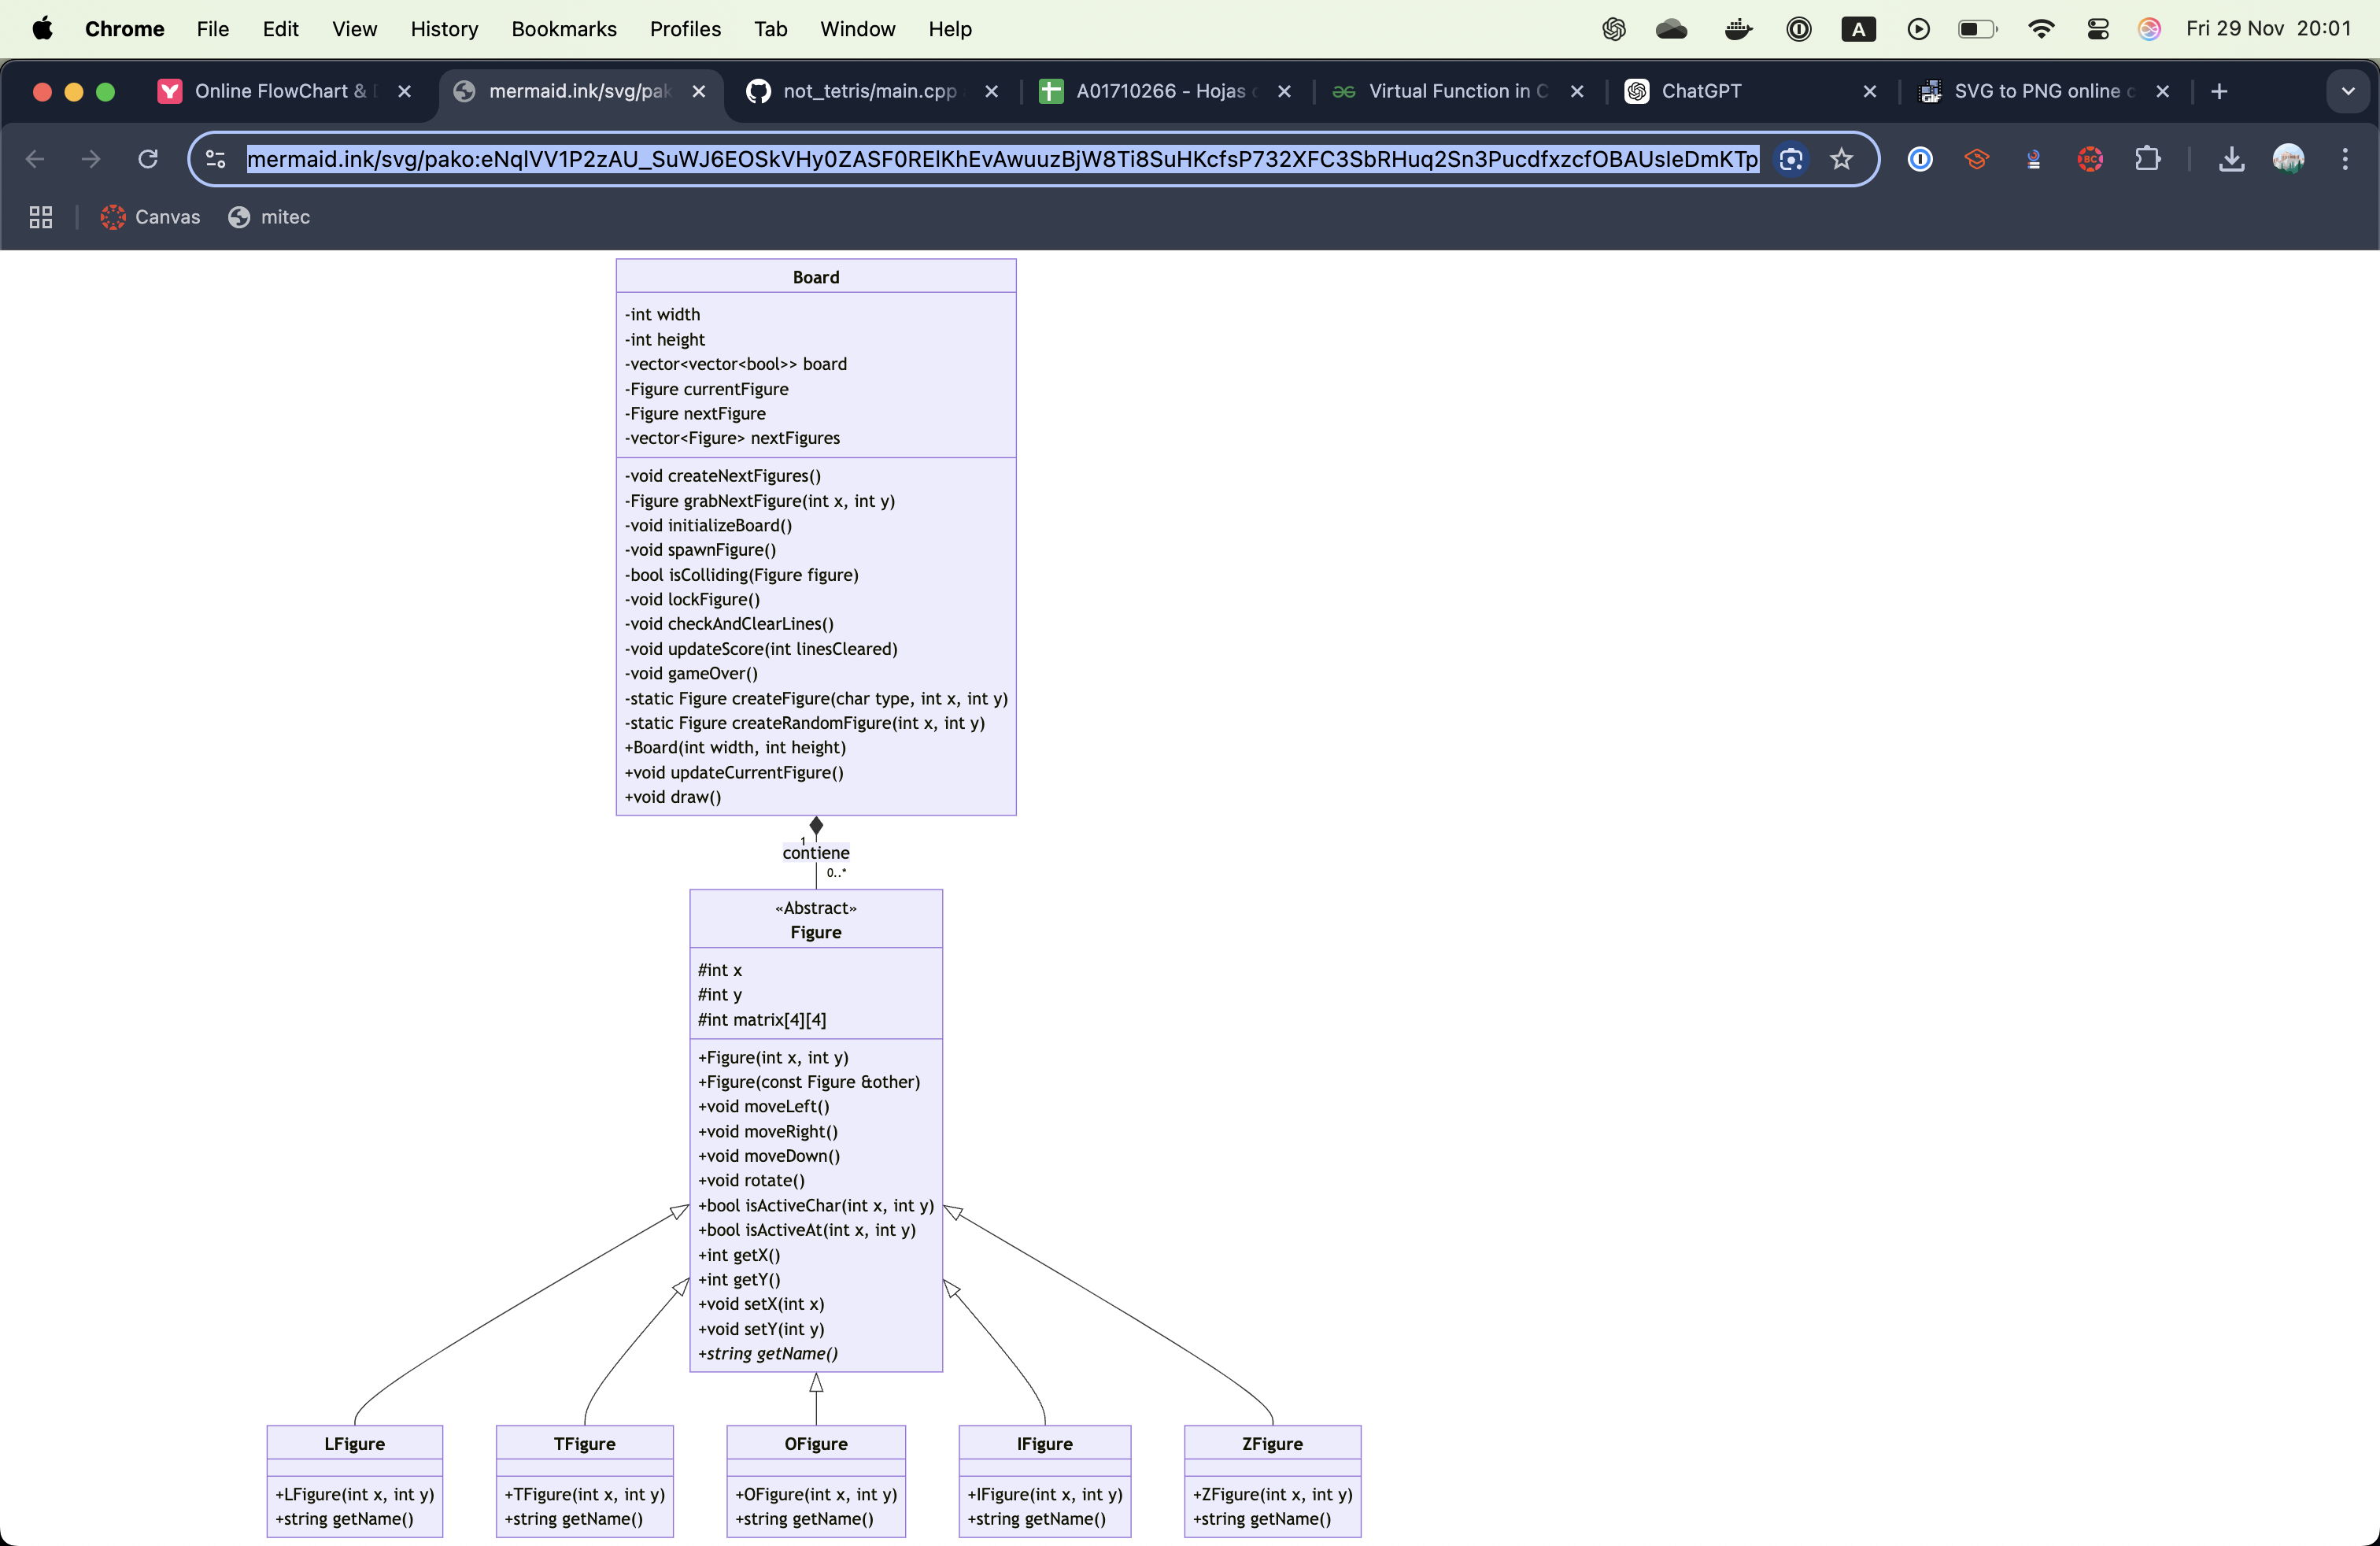 Chrome File Edit View History Bookmarks Profiles Tab Window Help A Fri 29 Nov 20:01
Online FlowChart & mermaid.ink/svg/pak not_tetris/main.cpp A01710266 - Hojas Virtual Function in C ChatGPT SVG to PNG online
mermaid.ink/svg/pako:eNqlVV1P2zAU_SuWJ6EOSkVHy0ZASF0RElKhEvAwuuzBjW8Ti8SuHKcfsP732XFC3SbRHuq2Sn3PucdfxzcfOBAUsIeDmKTp BC
Canvas mitec
Board
-int width
-int height
-vector<vector<bool>> board
-Figure currentFigure
-Figure nextFigure
-vector<Figure> nextFigures
-void createNextFigures()
-Figure grabNextFigure(int x, int y)
-void initializeBoard()
-void spawnFigure()
-bool isColliding(Figure figure)
-void lockFigure()
-void checkAndClearLines()
-void updateScore(int linesCleared)
-void gameOver()
-static Figure createFigure(char type, int x, int y)
-static Figure createRandomFigure(int x, int y)
+Board(int width, int height)
+void updateCurrentFigure()
+void draw()
1
contiene
0..*
«Abstract»
Figure
#int x
#int y
#int matrix[4][4]
+Figure(int x, int y)
+Figure(const Figure &other)
+void moveLeft()
+void moveRight()
+void moveDown()
+void rotate()
+bool isActiveChar(int x, int y)
+bool isActiveAt(int x, int y)
+int getX()
+int getY()
+void setX(int x)
+void setY(int y)
+string getName()
LFigure TFigure OFigure IFigure ZFigure
+LFigure(int x, int y) +TFigure(int x, int y) +OFigure(int x, int y) +IFigure(int x, int y) +ZFigure(int x, int y)
+string getName() +string getName() +string getName() +string getName() +string getName()